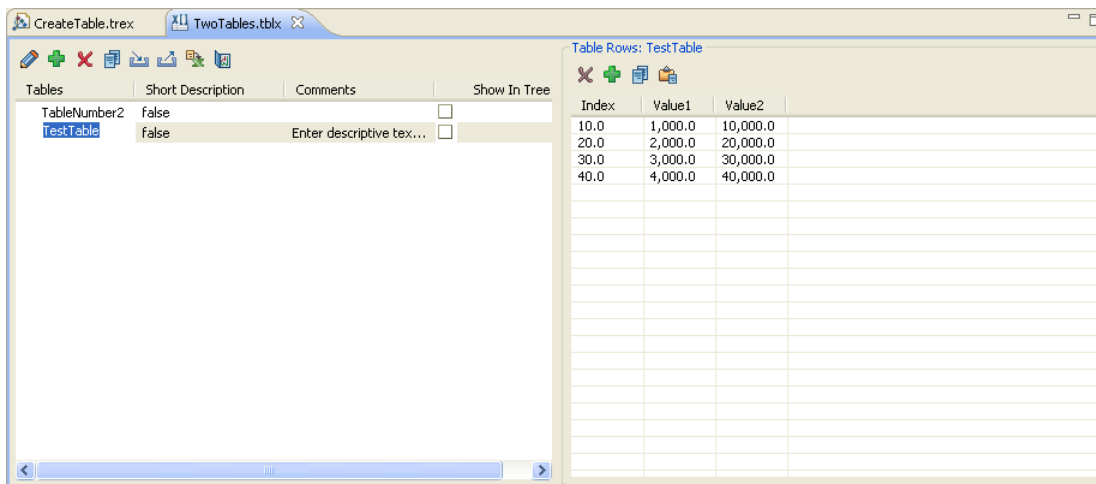 CreateTable.trex TwoTables.tblx
Table Rows: TestTable
Tables Short Description Comments Show In Tree
TableNumber2 false
TestTable false Enter descriptive tex...
Index Value1 Value2
10.0 1,000.0 10,000.0
20.0 2,000.0 20,000.0
30.0 3,000.0 30,000.0
40.0 4,000.0 40,000.0